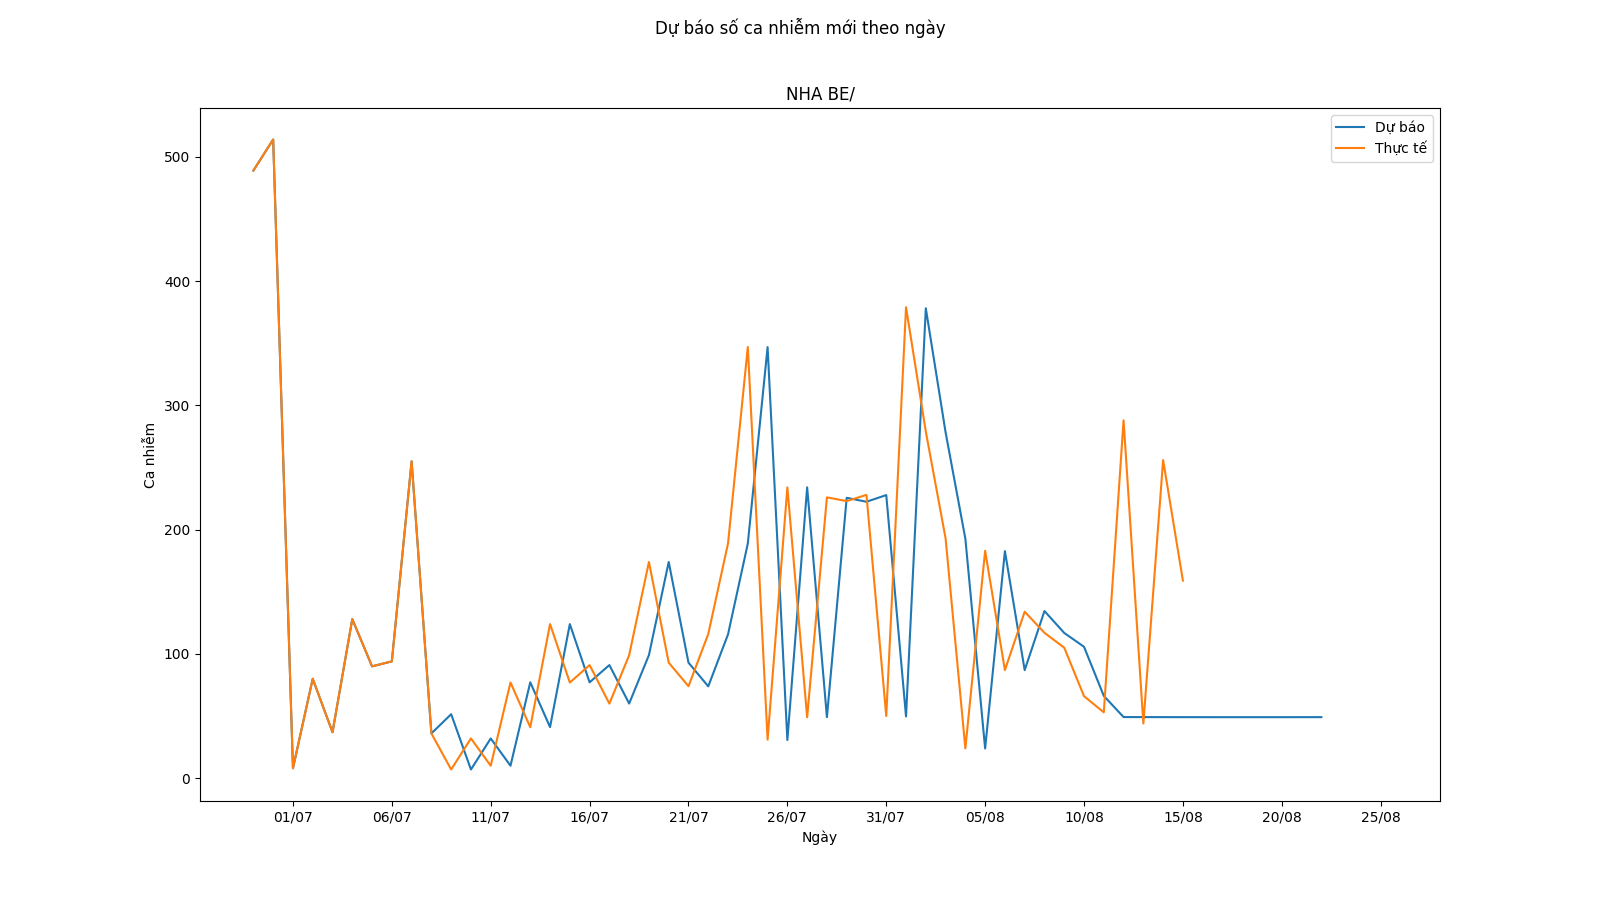 Dự báo số ca nhiễm mới theo ngày
NHA BE/
Dự báo
Thực tế
500
400
300
200
100
0
Ca nhiễm
01/07 06/07 11/07 16/07 21/07 26/07 31/07 05/08 10/08 15/08 20/08 25/08
Ngày